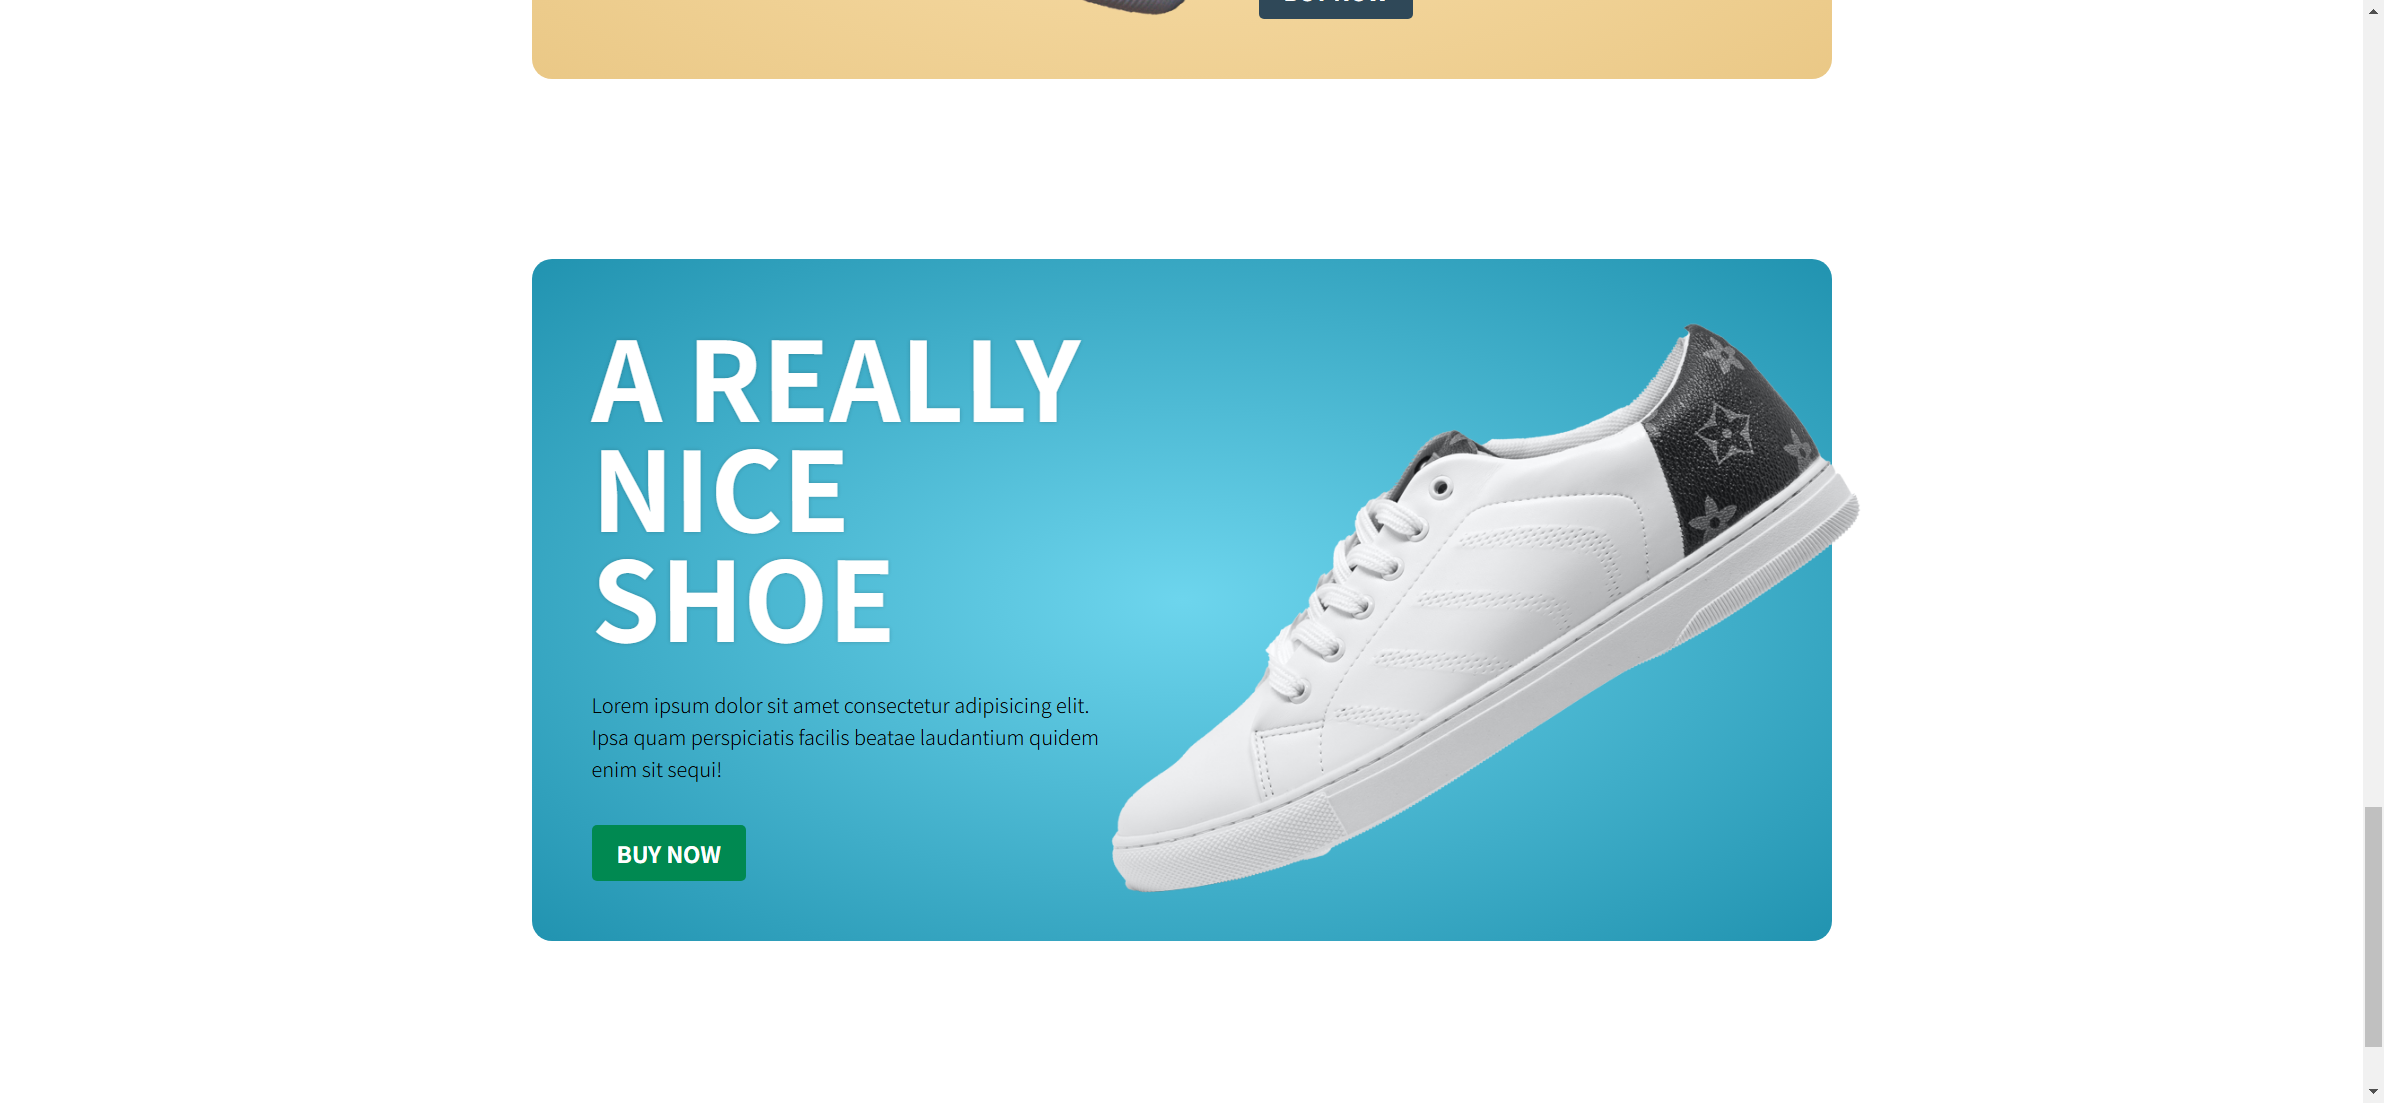 A REALLY
NICE
SHOE
Lorem ipsum dolor sit amet consectetur adipisicing elit.
Ipsa quam perspiciatis facilis beatae laudantium quidem
enim sit sequi!
BUY NOW